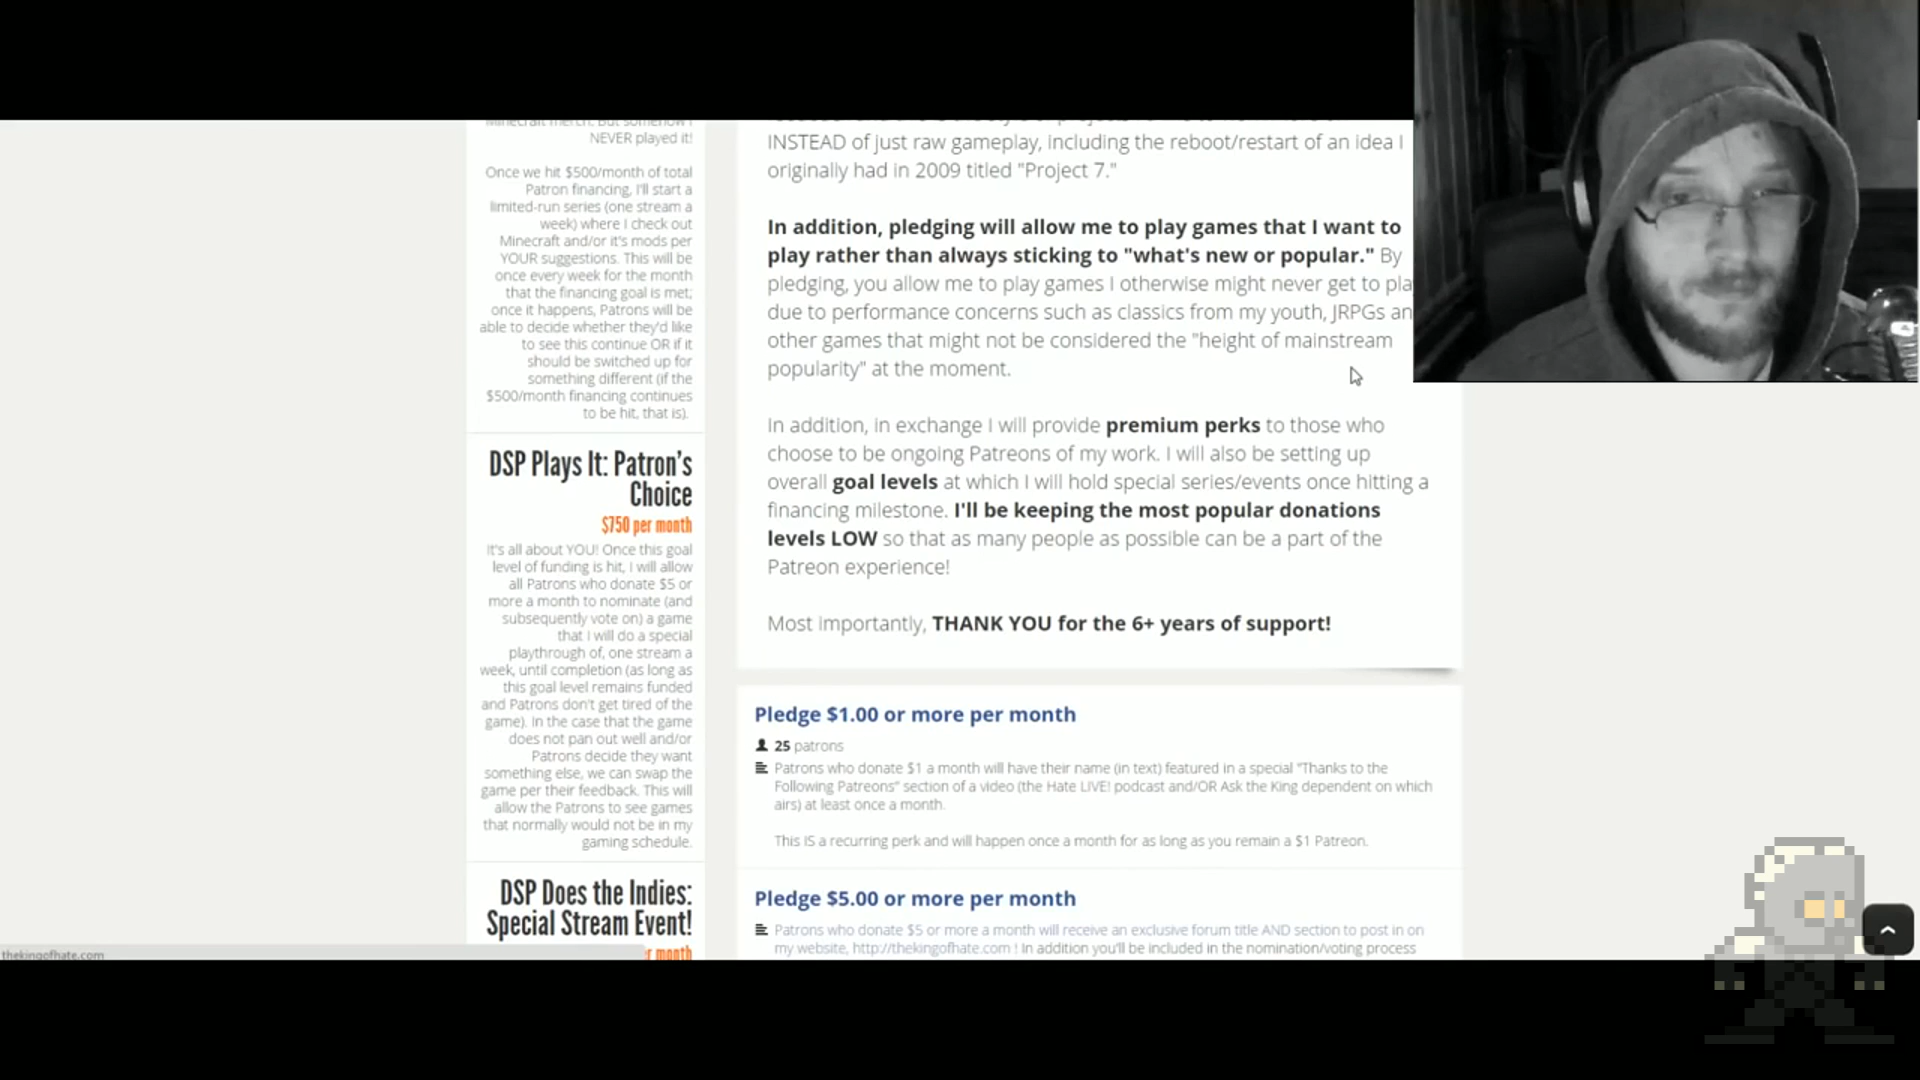 Minecraft merch. But somehow I
NEVER played it!
Once we hit $500/month of total
Patron financing, I'll start a
limited-run series (one stream a
week) where I check out
Minecraft and/or it's mods per
YOUR suggestions. This will be
once every week for the month
that the financing goal is met;
once it happens, Patrons will be
able to decide whether they'd like
to see this continue OR if it
should be switched up for
something different (if the
$500/month financing continues
to be hit, that is).
DSP Plays It: Patron's
Choice
$750 per month
It's all about YOU! Once this goal
level of funding is hit, I will allow
all Patrons who donate $5 or
more a month to nominate (and
subsequently vote on) a game
that I will do a special
playthrough of, one stream a
week, until completion (as long as
this goal level remains funded
and Patrons don't get tired of the
game). In the case that the game
does not pan out well and/or
Patrons decide they want
something else, we can swap the
game per their feedback. This will
allow the Patrons to see games
that normally would not be in my
gaming schedule.
DSP Does the Indies:
Special Stream Event!
r month
thekingofhate.com
INSTEAD of just raw gameplay, including the reboot/restart of an idea I
originally had in 2009 titled "Project 7."
In addition, pledging will allow me to play games that I want to
play rather than always sticking to "what's new or popular." By
pledging, you allow me to play games I otherwise might never get to pla
due to performance concerns such as classics from my youth, JRPGs an
other games that might not be considered the "height of mainstream
popularity" at the moment.
In addition, in exchange I will provide premium perks to those who
choose to be ongoing Patreons of my work. I will also be setting up
overall goal levels at which I will hold special series/events once hitting a
financing milestone. I'll be keeping the most popular donations
levels LOW so that as many people as possible can be a part of the
Patreon experience!
Most importantly, THANK YOU for the 6+ years of support!
Pledge $1.00 or more per month
25 patrons
Patrons who donate $1 a month will have their name (in text) featured in a special "Thanks to the
Following Patreons" section of a video (the Hate LIVE! podcast and/OR Ask the King dependent on which
airs) at least once a month.
This IS a recurring perk and will happen once a month for as long as you remain a $1 Patreon.
Pledge $5.00 or more per month
Patrons who donate $5 or more a month will receive an exclusive forum title AND section to post in on
my website, http://thekingofhate.com ! In addition you'll be included in the nomination/voting process